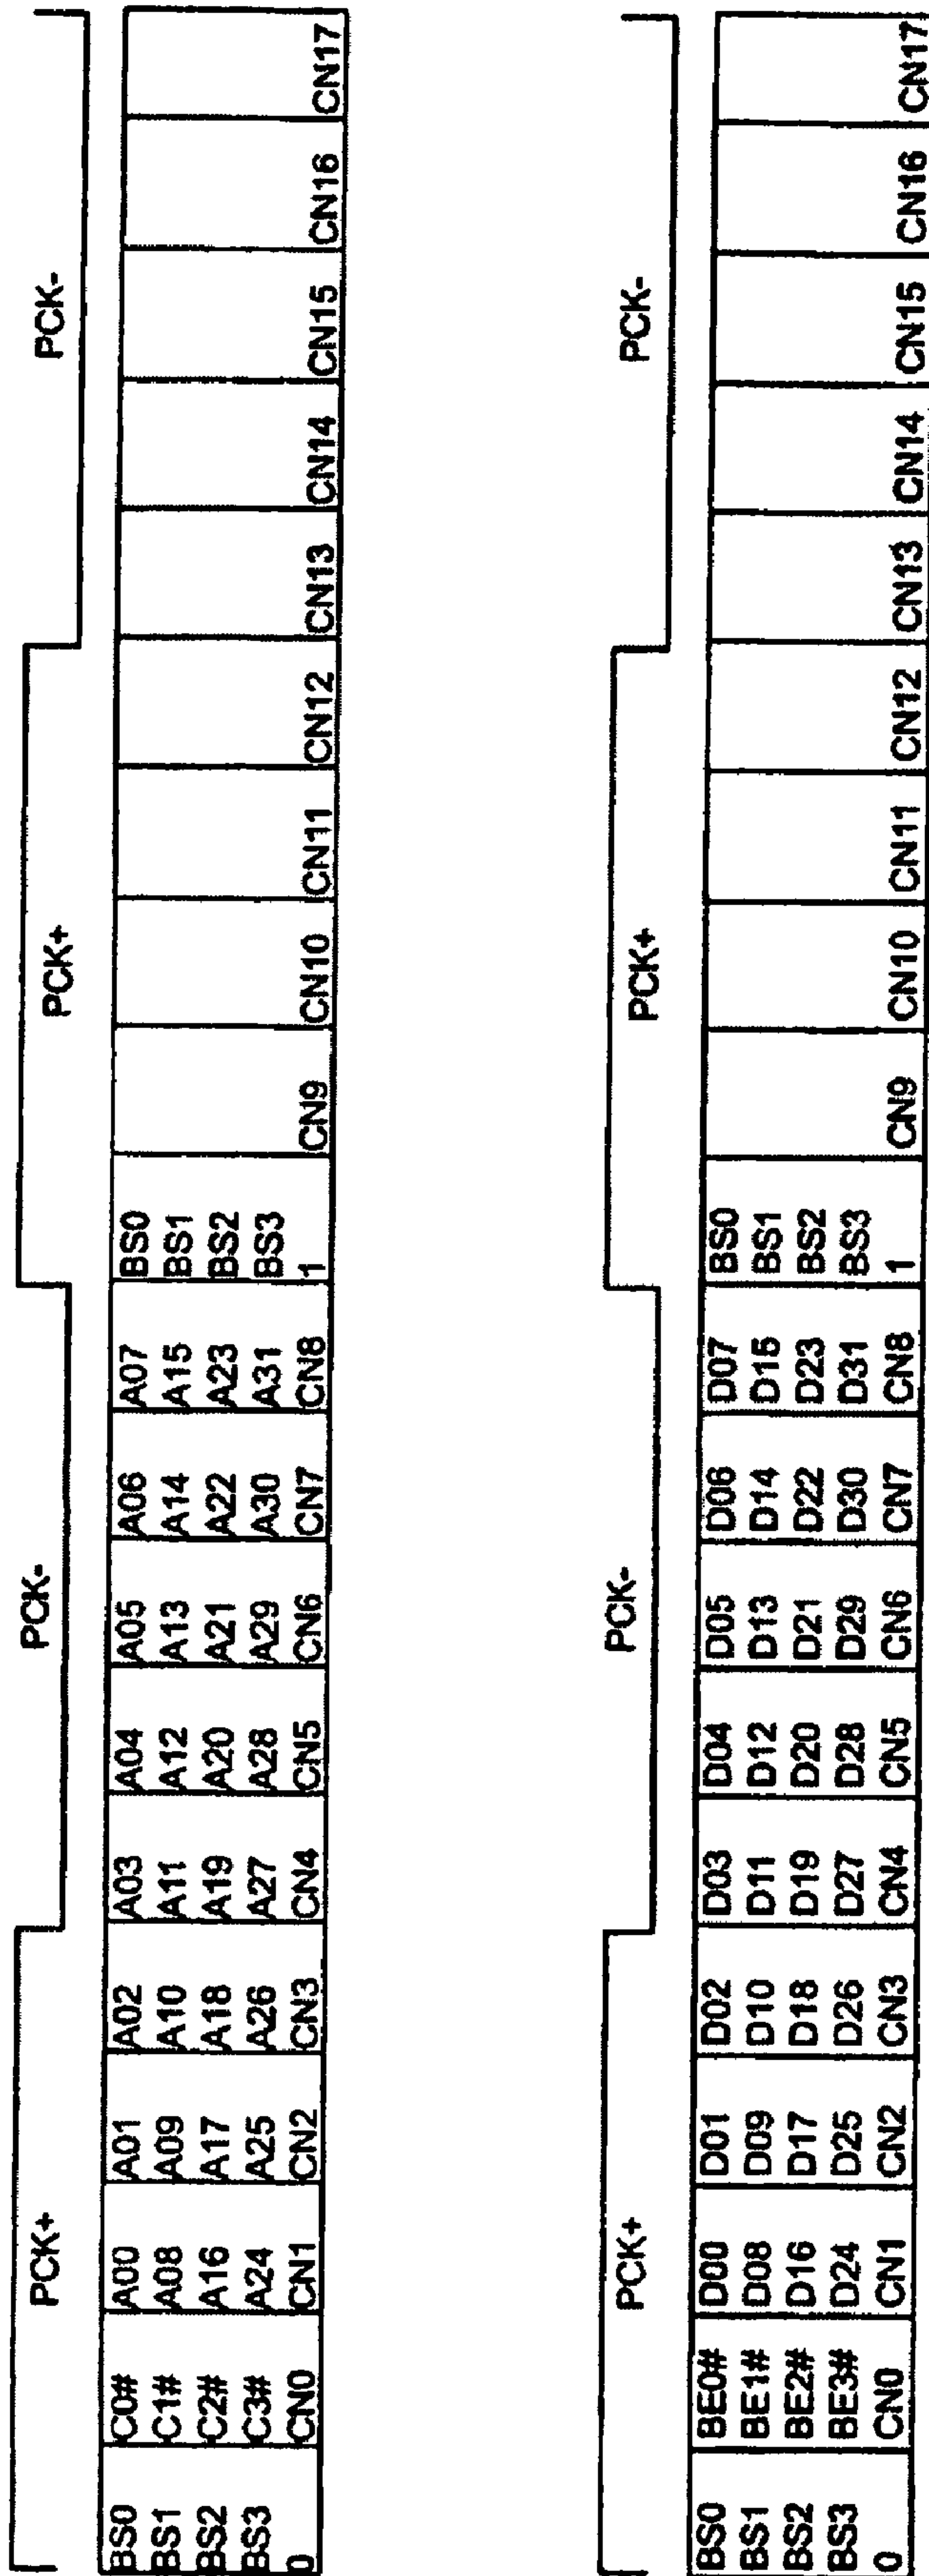 PCK+ PCK- PCK+ PCK-
BS0 C0# A00 A01 A02 A03 A04 A05 A06 A07 BS0
BS1 C1# A08 A09 A10 A11 A12 A13 A14 A15 BS1
BS2 C2# A16 A17 A18 A19 A20 A21 A22 A23 BS2
BS3 C3# A24 A25 A26 A27 A28 A29 A30 A31 BS3
0 CN0 CN1 CN2 CN3 CN4 CN5 CN6 CN7 CN8 1 CN9 CN10 CN11 CN12 CN13 CN14 CN15 CN16 CN17
PCK+ PCK- PCK+ PCK-
BS0 BE0# D00 D01 D02 D03 D04 D05 D06 D07 BS0
BS1 BE1# D08 D09 D10 D11 D12 D13 D14 D15 BS1
BS2 BE2# D16 D17 D18 D19 D20 D21 D22 D23 BS2
BS3 BE3# D24 D25 D26 D27 D28 D29 D30 D31 BS3
0 CN0 CN1 CN2 CN3 CN4 CN5 CN6 CN7 CN8 1 CN9 CN10 CN11 CN12 CN13 CN14 CN15 CN16 CN17